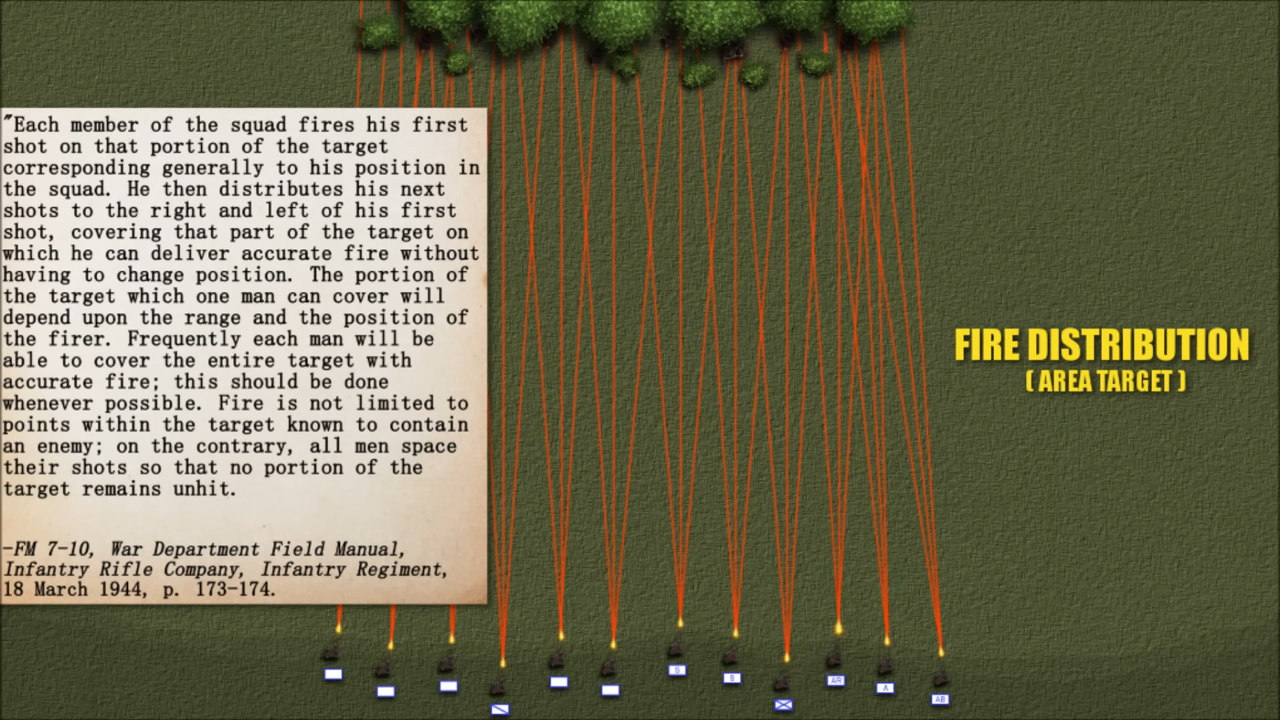 "Each member of the squad fires his first
shot on that portion of the target
corresponding generally to his position in
the squad. He then distributes his next
shots to the right and left of his first
shot, covering that part of the target on
which he can deliver accurate fire without
having to change position. The portion of
the target which one man can cover will
depend upon the range and the position of
the firer. Frequently each man will be
able to cover the entire target with
accurate fire; this should be done
whenever possible. Fire is not limited to
points within the target known to contain
an enemy; on the contrary, all men space
their shots so that no portion of the
target remains unhit.
-FM 7-10, War Department Field Manual,
Infantry Rifle Company, Infantry Regiment,
18 March 1944, p. 173-174.
FIRE DISTRIBUTION
( AREA TARGET )
S
AR
A
AB